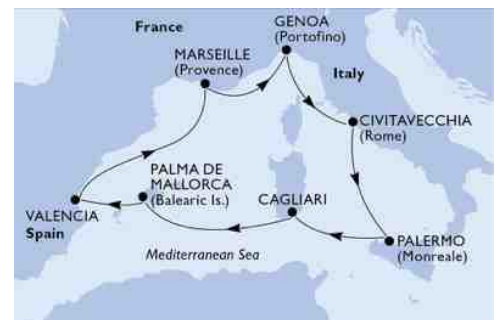 France
GENOA
(Portofino)
MARSEILLE
(Provence)
Italy
CIVITAVECCHIA
(Rome)
PALMA DE
MALLORCA
(Balearic Is.)
CAGLIARI
VALENCIA
Spain
PALERMO
(Monreale)
Mediterranean Sea